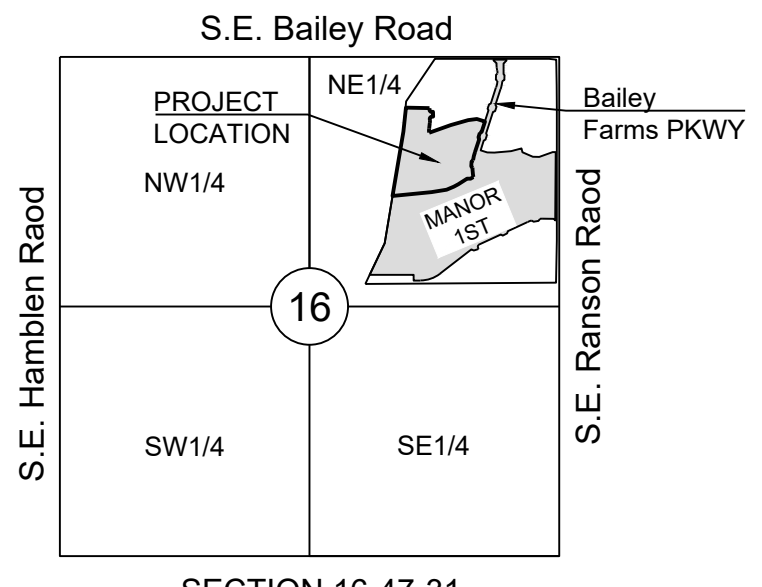 S.E. Bailey Road
NE1/4
PROJECT
LOCATION
Bailey
Farms PKWY
NW1/4
MANOR
1ST
S.E. Hamblen Raod
S.E. Ranson Raod
16
SW1/4
SE1/4
SECTION 16-47-31